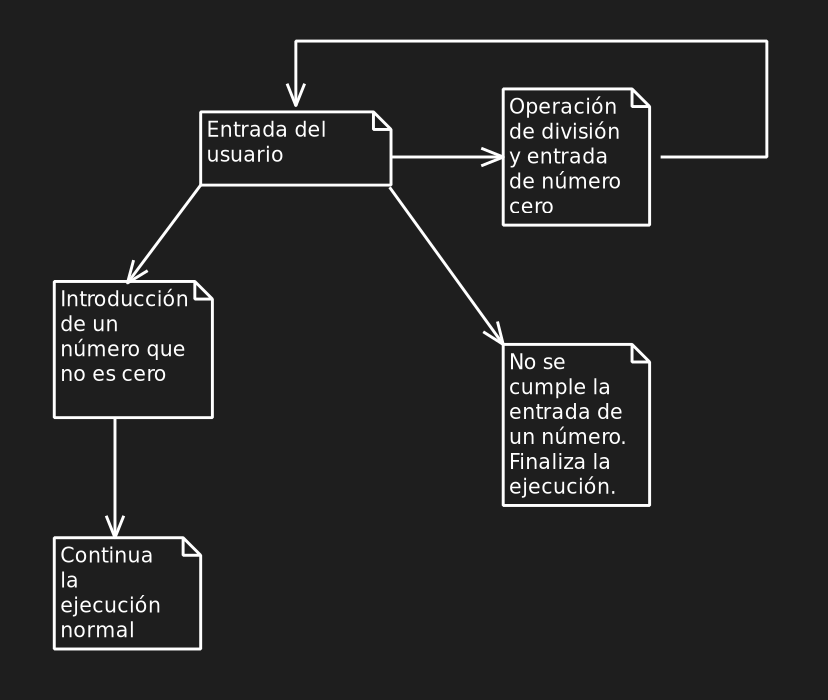 Entrada del
usuario
Operación
de división
y entrada
de número
cero
Introducción
de un
número que
no es cero
No se
cumple la
entrada de
un número.
Finaliza la
ejecución.
Continua
la
ejecución
normal